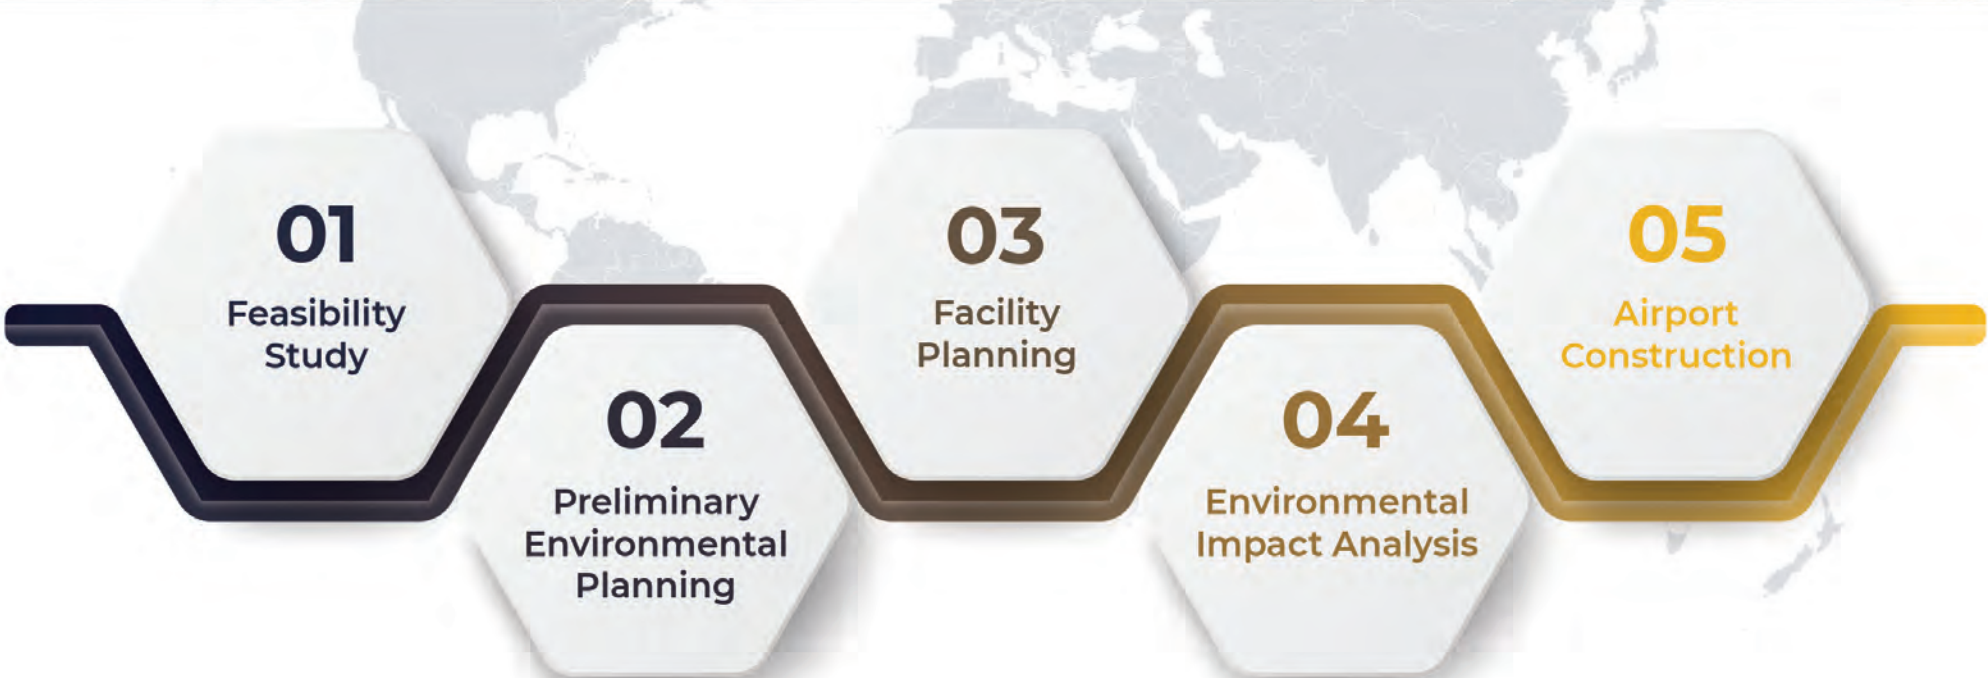 01
Feasibility
Study
02
Preliminary
Environmental
Planning
03
Facility
Planning
04
Environmental
Impact Analysis
05
Airport
Construction